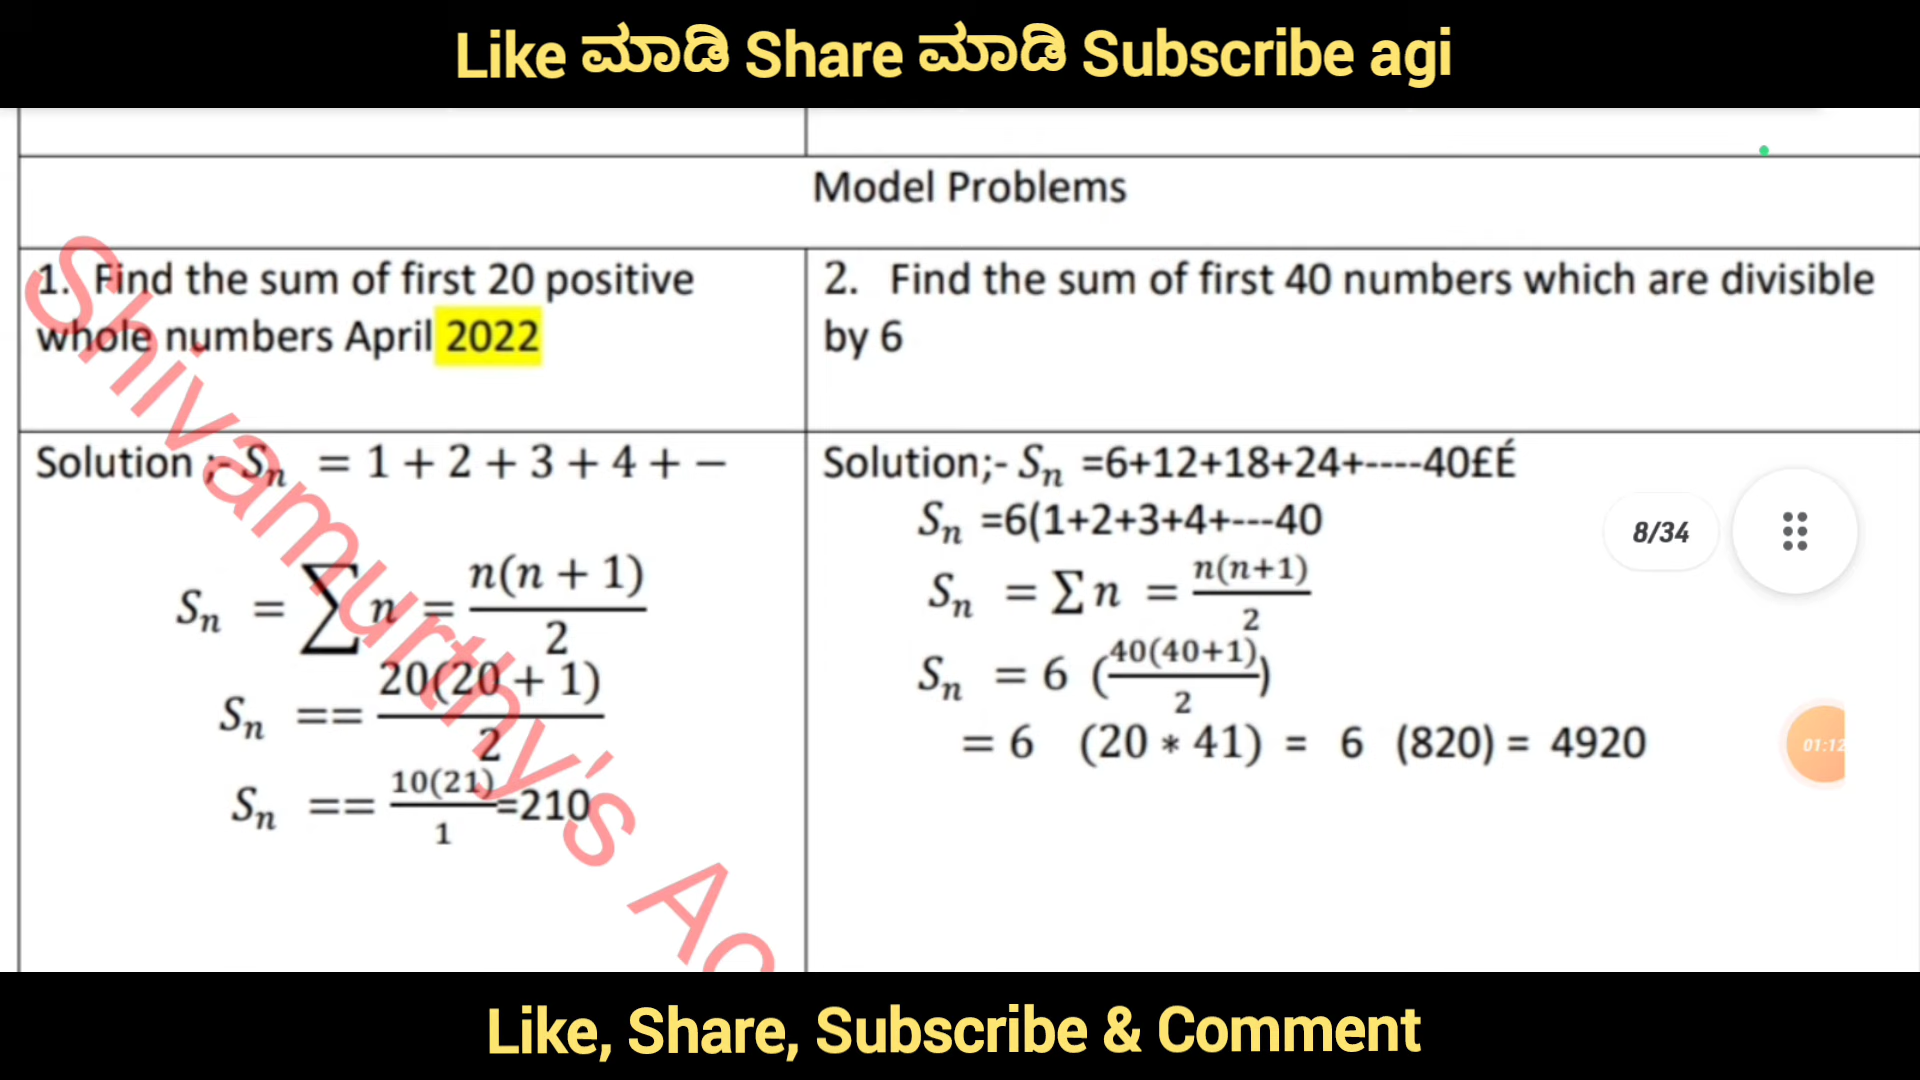 Like ಮಾಡಿ Share ಮಾಡಿ Subscribe agi
Model Problems
1. Find the sum of first 20 positive
whole numbers April 2022
2. Find the sum of first 40 numbers which are divisible
by 6
Solution ;- Sₙ = 1 + 2 + 3 + 4 + −
Sₙ = ∑ n = n(n + 1) / 2
Sₙ == 20(20 + 1) / 2
Sₙ == 10(21) / 1 =210
Solution;- Sₙ =6+12+18+24+----40£É
Sₙ =6(1+2+3+4+---40
Sₙ = ∑ n = n(n+1) / 2
Sₙ = 6 (40(40+1) / 2)
= 6 (20 ∗ 41) = 6 (820) = 4920
8/34
01:12
Shivamurthy's Ac
Like, Share, Subscribe & Comment